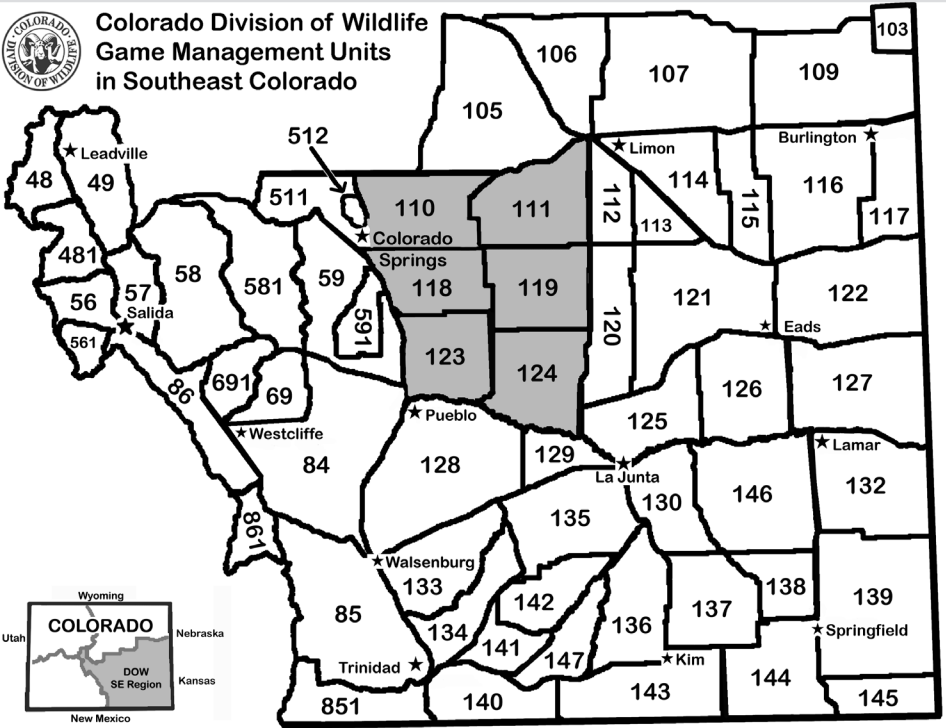 COLORADO
DIVISION OF WILDLIFE
Colorado Division of Wildlife
Game Management Units
in Southeast Colorado
103
106
107
109
105
512
Burlington
Limon
Leadville
48
49
511
110
111
112
114
115
116
113
117
Colorado
Springs
481
58
581
59
118
119
121
122
56
57
Salida
591
120
Eads
561
123
124
126
127
86
691
69
Pueblo
125
Westcliffe
Lamar
84
128
129
La Junta
130
146
132
861
135
Walsenburg
133
142
138
139
85
134
141
136
137
Springfield
147
Trinidad
Kim
851
140
143
144
145
Wyoming
COLORADO
Utah
Nebraska
DOW
SE Region
Kansas
New Mexico